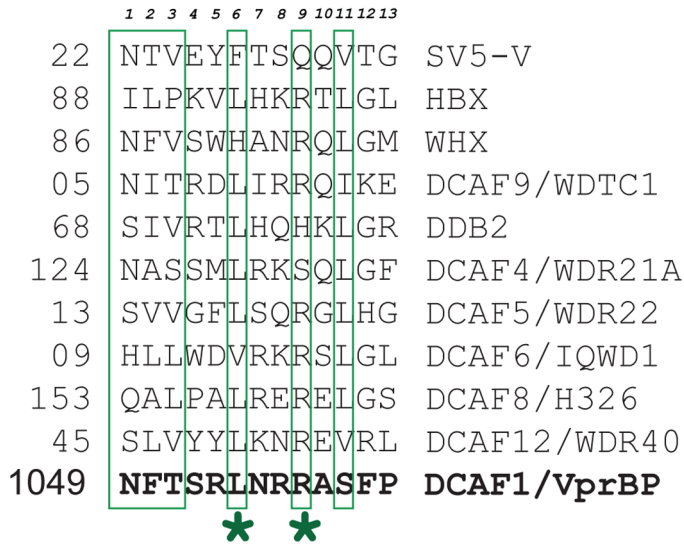 1 2 3 4 5 6 7 8 9 10 11 12 13
22 NTVEYFTSQQVTG SV5-V
88 ILPKVLHKRTLGL HBX
86 NFVSWHANRQLGM WHX
05 NITRDLIRRQIKE DCAF9/WDTC1
68 SIVRTLHQHKLGR DDB2
124 NASSMLRKSQLGF DCAF4/WDR21A
13 SVVGFLSQRGLHG DCAF5/WDR22
09 HLLWDVRKRSLGL DCAF6/IQWD1
153 QALPALRERELGS DCAF8/H326
45 SLVYYLKNREVRL DCAF12/WDR40
1049 NFTSRLNRRASFP DCAF1/VprBP
* *